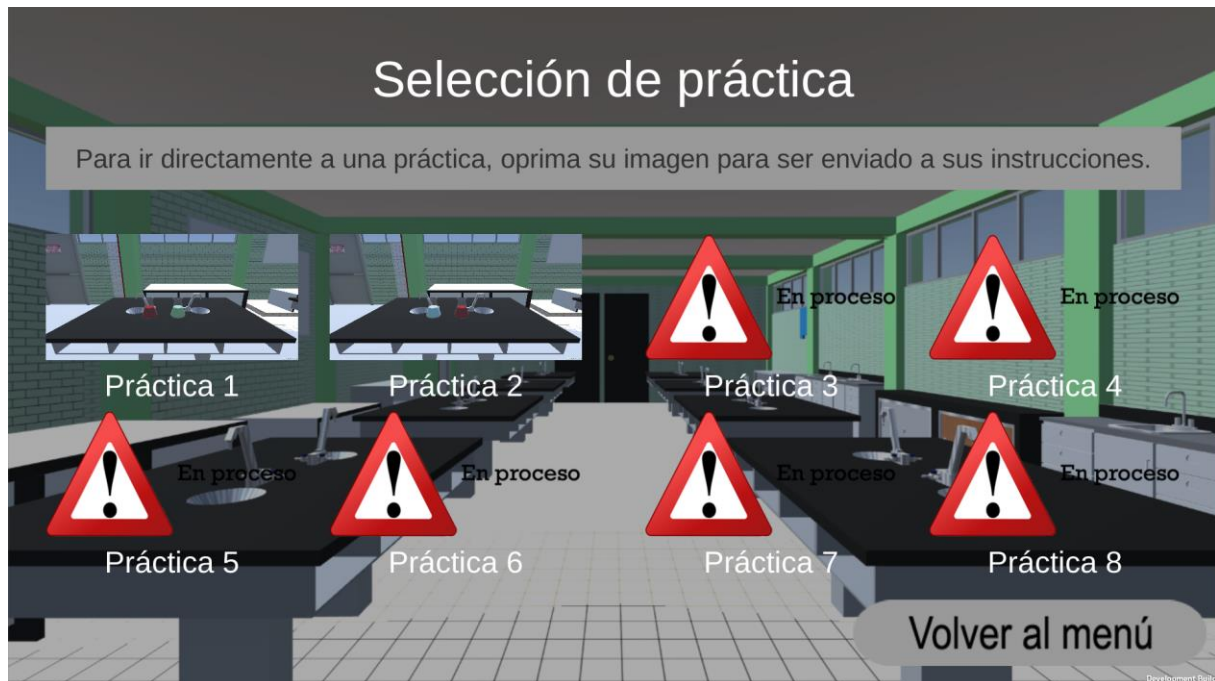 Selección de práctica
Para ir directamente a una práctica, oprima su imagen para ser enviado a sus instrucciones.
En proceso
En proceso
Práctica 1
Práctica 2
Práctica 3
Práctica 4
En proceso
En proceso
En proceso
En proceso
Práctica 5
Práctica 6
Práctica 7
Práctica 8
Volver al menú
Development Build